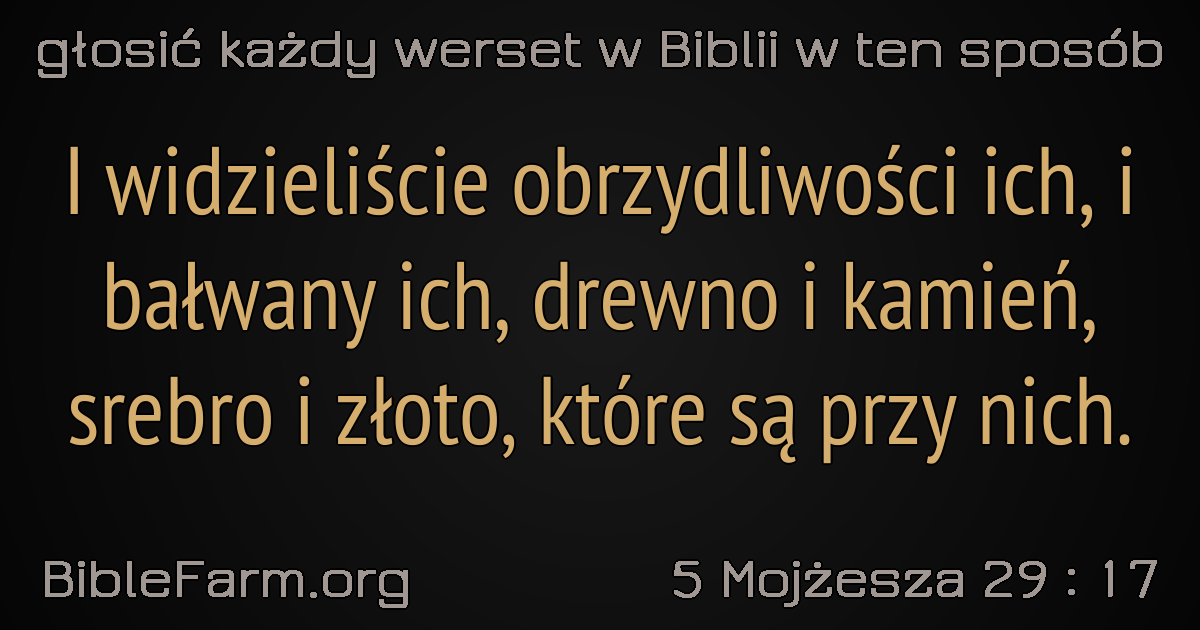 głosić każdy werset w Biblii w ten sposób
I widzieliście obrzydliwości ich, i
bałwany ich, drewno i kamień,
srebro i złoto, które są przy nich.
BibleFarm.org
5 Mojżesza 29 : 17